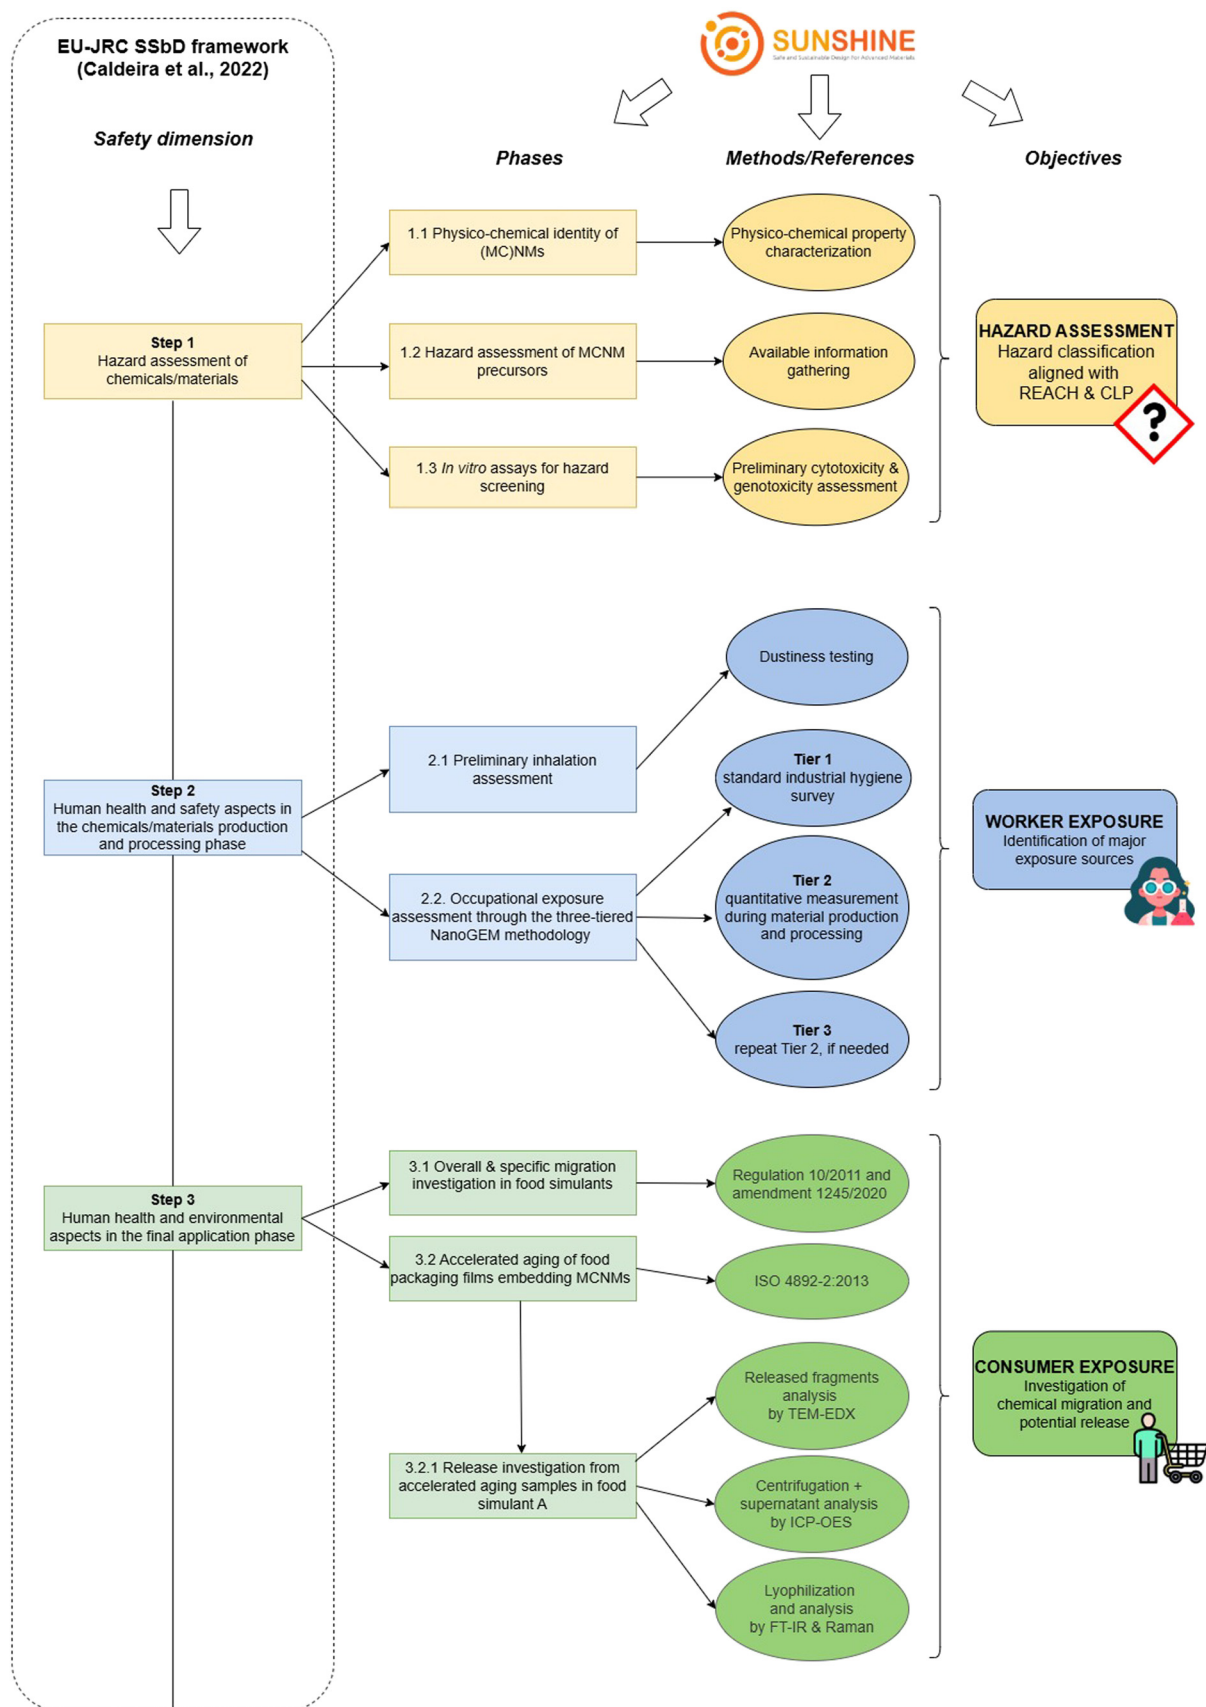 EU-JRC SSbD framework
(Caldeira et al., 2022)
SUNSHINE
Safe and Sustainable Design for Advanced Materials
Safety dimension
Phases
Methods/References
Objectives
1.1 Physico-chemical identity of
(MC)NMs
Physico-chemical property
characterization
Step 1
Hazard assessment of
chemicals/materials
1.2 Hazard assessment of MCNM
precursors
Available information
gathering
HAZARD ASSESSMENT
Hazard classification
aligned with
REACH & CLP
?
1.3 In vitro assays for hazard
screening
Preliminary cytotoxicity &
genotoxicity assessment
Dustiness testing
2.1 Preliminary inhalation
assessment
Tier 1
standard industrial hygiene
survey
Step 2
Human health and safety aspects in
the chemicals/materials production
and processing phase
WORKER EXPOSURE
Identification of major
exposure sources
2.2. Occupational exposure
assessment through the three-tiered
NanoGEM methodology
Tier 2
quantitative measurement
during material production
and processing
Tier 3
repeat Tier 2, if needed
3.1 Overall & specific migration
investigation in food simulants
Regulation 10/2011 and
amendment 1245/2020
Step 3
Human health and environmental
aspects in the final application phase
3.2 Accelerated aging of food
packaging films embedding MCNMs
ISO 4892-2:2013
Released fragments
analysis
by TEM-EDX
CONSUMER EXPOSURE
Investigation of
chemical migration and
potential release
3.2.1 Release investigation from
accelerated aging samples in food
simulant A
Centrifugation +
supernatant analysis
by ICP-OES
Lyophilization
and analysis
by FT-IR & Raman